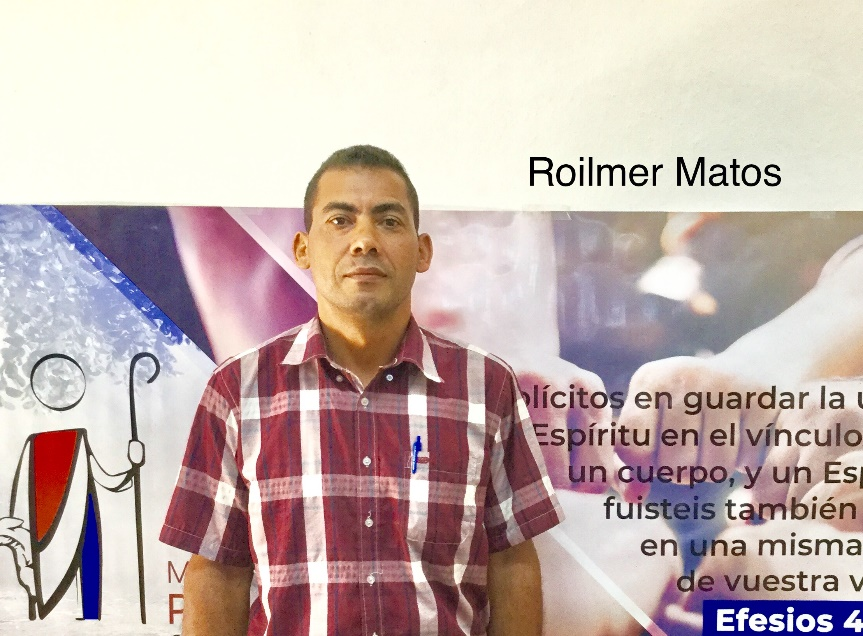 Roilmer Matos
lícitos en guardar la
Espíritu en el vínculo
un cuerpo, y un Esp
fuisteis también
en una misma
de vuestra v
Efesios 4
M
P